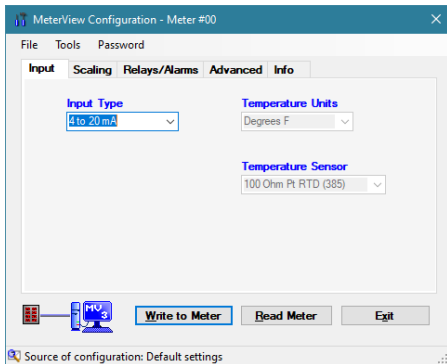 MeterView Configuration - Meter #00
File Tools Password
Input Scaling Relays/Alarms Advanced Info
Input Type Temperature Units
4 to 20 mA Degrees F
Temperature Sensor
100 Ohm Pt RTD (385)
MV 3
Write to Meter Read Meter Exit
Source of configuration: Default settings